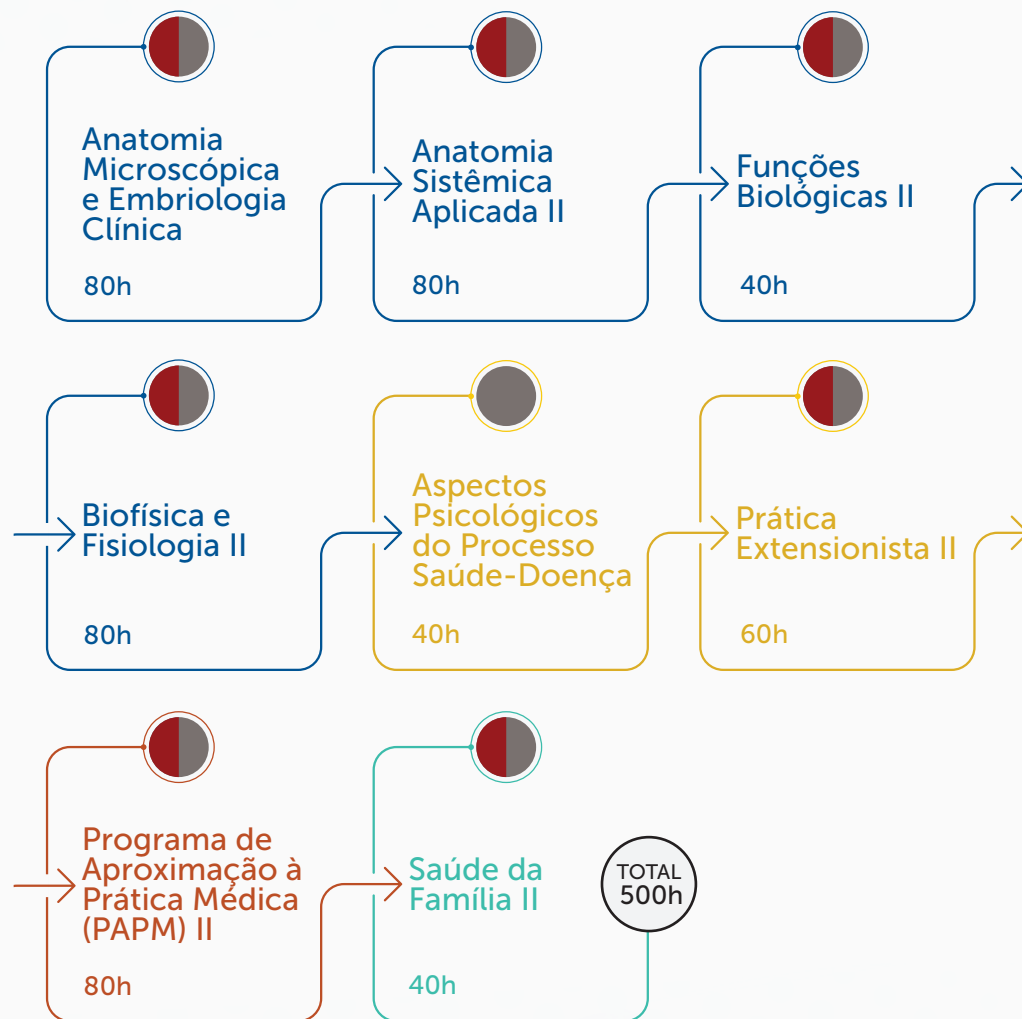 Anatomia
Microscópica
e Embriologia
Clínica
80h
Anatomia
Sistêmica
Aplicada II
80h
Funções
Biológicas II
40h
Biofísica e
Fisiologia II
80h
Aspectos
Psicológicos
do Processo
Saúde-Doença
40h
Prática
Extensionista II
60h
Programa de
Aproximação à
Prática Médica
(PAPM) II
80h
Saúde da
Família II
40h
TOTAL
500h